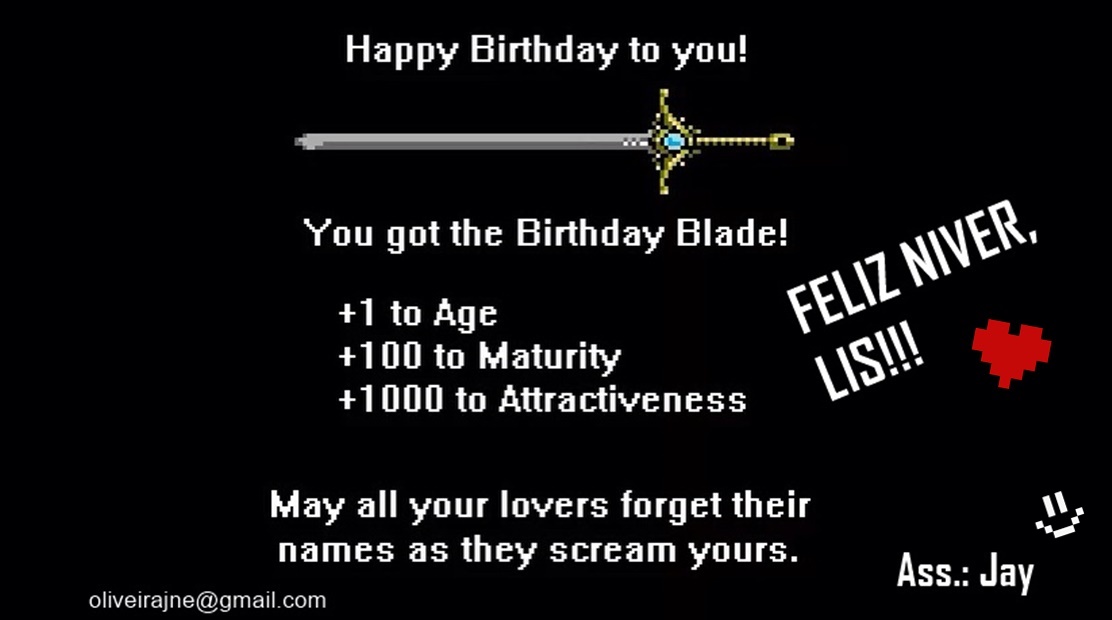 Happy Birthday to you!
You got the Birthday Blade!
+1 to Age
+100 to Maturity
+1000 to Attractiveness
FELIZ NIVER,
LIS!!!
May all your lovers forget their
names as they scream yours.
Ass.: Jay
oliveirajne@gmail.com